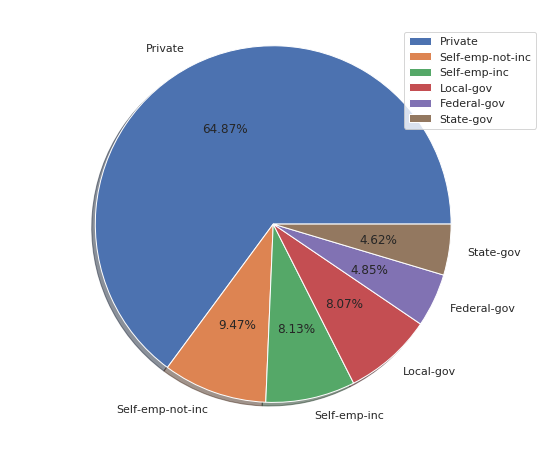 Private
Private
Self-emp-not-inc
Self-emp-inc
Local-gov
Federal-gov
State-gov
64.87%
4.62%
State-gov
4.85%
Federal-gov
8.07%
9.47%
8.13%
Local-gov
Self-emp-not-inc
Self-emp-inc